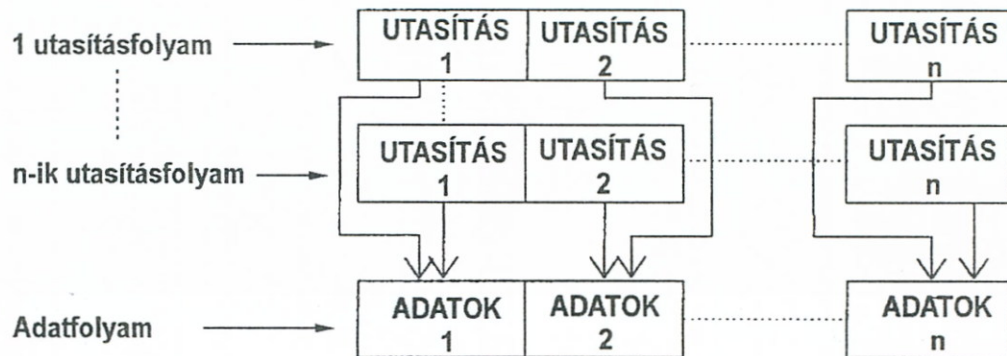 1 utasításfolyam
UTASÍTÁS 1
UTASÍTÁS 2
UTASÍTÁS n
n-ik utasításfolyam
UTASÍTÁS 1
UTASÍTÁS 2
UTASÍTÁS n
Adatfolyam
ADATOK 1
ADATOK 2
ADATOK n